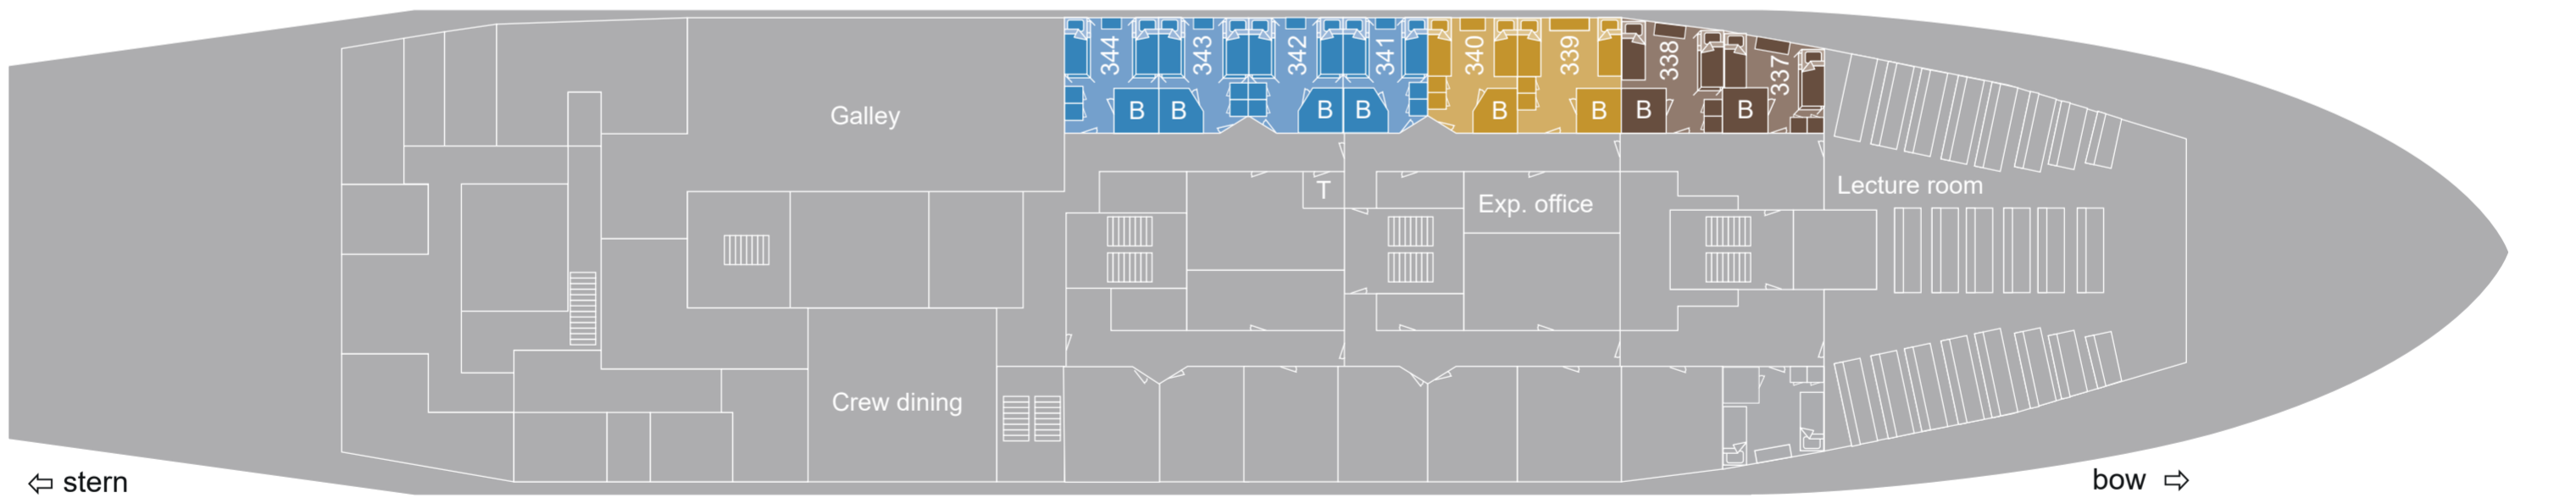 344 343 342 341 340 339 338 337
B B B B B B B B
Galley
Lecture room
T
Exp. office
Crew dining
⇦ stern
bow ⇨